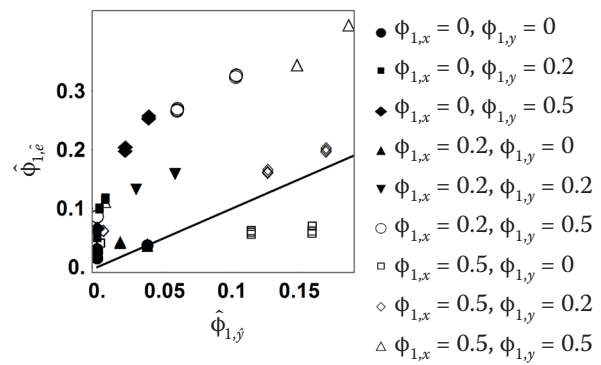 0.3
0.2
0.1
0.
0. 0.05 0.1 0.15
ϕ̂₁,ê
ϕ̂₁,ŷ
● ϕ₁,x = 0, ϕ₁,y = 0
■ ϕ₁,x = 0, ϕ₁,y = 0.2
◆ ϕ₁,x = 0, ϕ₁,y = 0.5
▲ ϕ₁,x = 0.2, ϕ₁,y = 0
▼ ϕ₁,x = 0.2, ϕ₁,y = 0.2
○ ϕ₁,x = 0.2, ϕ₁,y = 0.5
□ ϕ₁,x = 0.5, ϕ₁,y = 0
◇ ϕ₁,x = 0.5, ϕ₁,y = 0.2
△ ϕ₁,x = 0.5, ϕ₁,y = 0.5